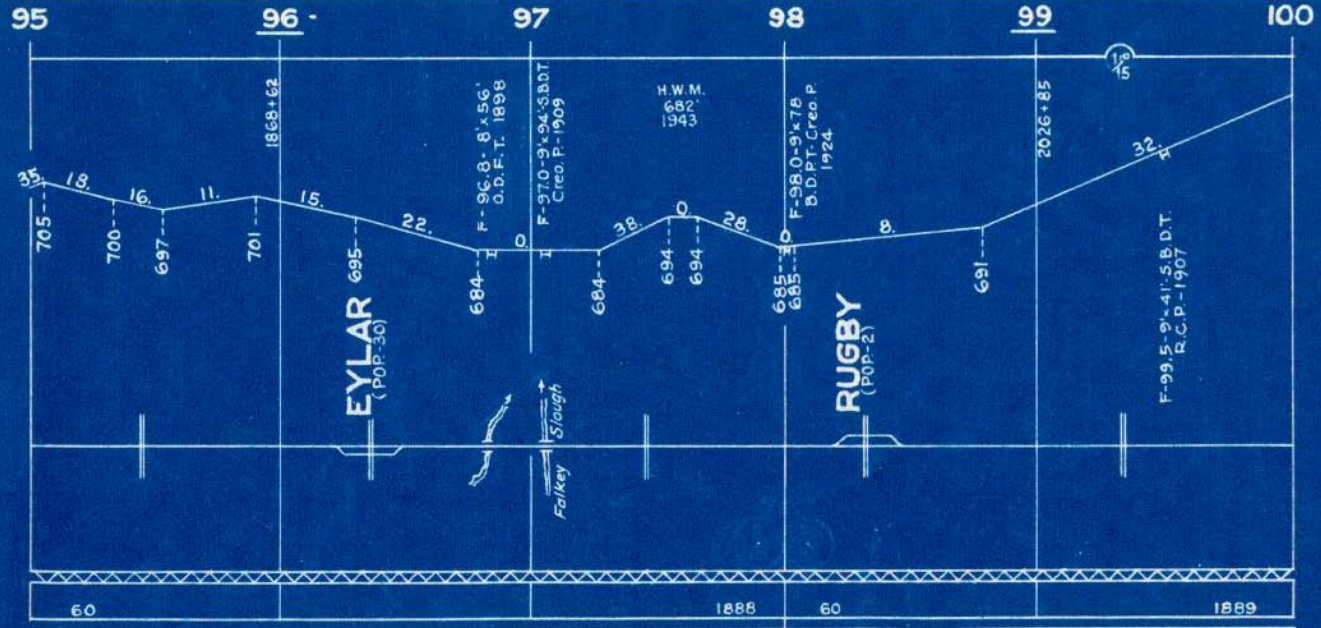 95 96 97 98 99 100
1°
15
1868+62
F-96.8-8'x56'
O.D.F.T. 1898
F-97.0-9'x94'-S.B.D.T
Creo.P.-1909
H.W.M.
682'
1943
F-98.0-9'x78
B.D.P.T-Creo.P.
1924
2026+85
35. 18. 16. 11. 15. 22. 0. 38. 0. 28. 0. 8. 32.
705 700 697 701 695 684 684 694 694 685 685 691
EYLAR
(POP.-30)
RUGBY
(POP.-2)
F-99.5-9'x41'-S.B.D.T.
R.C.P.-1907
Falkey Slough
60 1888 60 1889